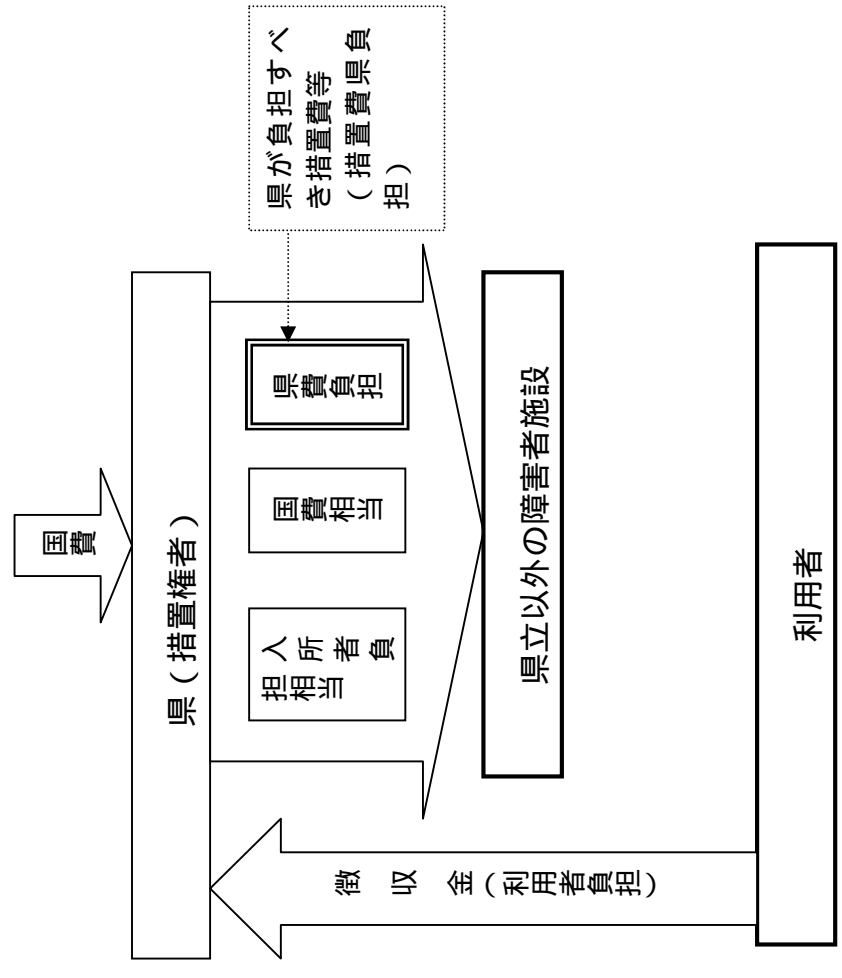 国費
県(措置権者)
県が負担すべ
き措置費等
(措置費県負
担)
入所者負
担相当
国費相当
県費負担
県立以外の障害者施設
徴収金(利用者負担)
利用者